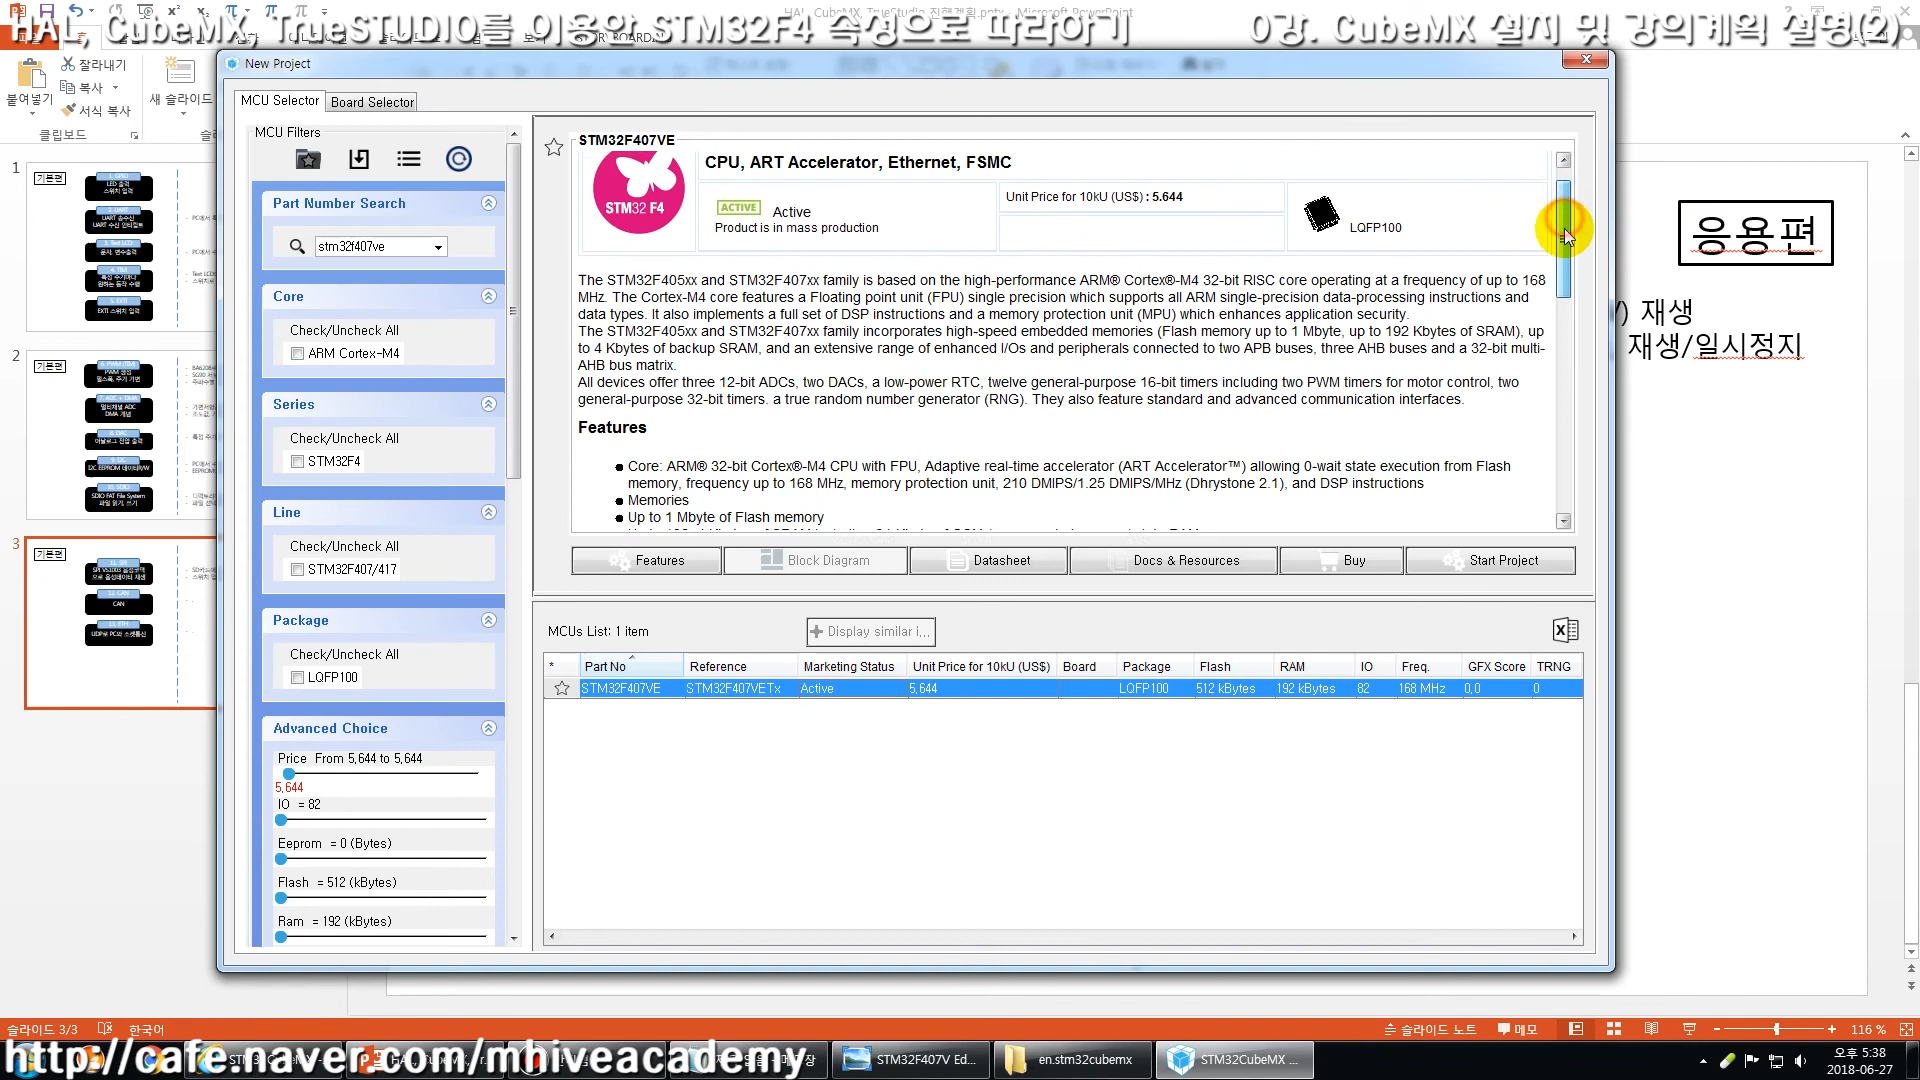 HAL, CubeMX, TrueSTUDIO를 이용한 STM32F4 속성으로 따라하기
0강. CubeMX 설치 및 강의계획 설명(2)
잘라내기
복사
서식 복사
붙여넣기
새 슬라이드
클립보드
New Project
MCU Selector
Board Selector
MCU Filters
Part Number Search
stm32f407ve
Core
Check/Uncheck All
ARM Cortex-M4
Series
Check/Uncheck All
STM32F4
Line
Check/Uncheck All
STM32F407/417
Package
Check/Uncheck All
LQFP100
Advanced Choice
Price From 5,644 to 5,644
5,644
IO = 82
Eeprom = 0 (Bytes)
Flash = 512 (kBytes)
Ram = 192 (kBytes)
STM32F407VE
STM32 F4
CPU, ART Accelerator, Ethernet, FSMC
ACTIVE
Active
Product is in mass production
Unit Price for 10kU (US$) : 5.644
LQFP100
The STM32F405xx and STM32F407xx family is based on the high-performance ARM® Cortex®-M4 32-bit RISC core operating at a frequency of up to 168
MHz. The Cortex-M4 core features a Floating point unit (FPU) single precision which supports all ARM single-precision data-processing instructions and
data types. It also implements a full set of DSP instructions and a memory protection unit (MPU) which enhances application security.
The STM32F405xx and STM32F407xx family incorporates high-speed embedded memories (Flash memory up to 1 Mbyte, up to 192 Kbytes of SRAM), up
to 4 Kbytes of backup SRAM, and an extensive range of enhanced I/Os and peripherals connected to two APB buses, three AHB buses and a 32-bit multi-
AHB bus matrix.
All devices offer three 12-bit ADCs, two DACs, a low-power RTC, twelve general-purpose 16-bit timers including two PWM timers for motor control, two
general-purpose 32-bit timers. a true random number generator (RNG). They also feature standard and advanced communication interfaces.
Features
● Core: ARM® 32-bit Cortex®-M4 CPU with FPU, Adaptive real-time accelerator (ART Accelerator™) allowing 0-wait state execution from Flash
memory, frequency up to 168 MHz, memory protection unit, 210 DMIPS/1.25 DMIPS/MHz (Dhrystone 2.1), and DSP instructions
● Memories
● Up to 1 Mbyte of Flash memory
Features
Block Diagram
Datasheet
Docs & Resources
Buy
Start Project
MCUs List: 1 item
Display similar i...
* Part No Reference Marketing Status Unit Price for 10kU (US$) Board Package Flash RAM IO Freq. GFX Score TRNG
STM32F407VE STM32F407VETx Active 5,644 LQFP100 512 kBytes 192 kBytes 82 168 MHz 0,0 0
응용편
) 재생
재생/일시정지
1
기본편
2
기본편
3
기본편
CAN
슬라이드 3/3
한국어
슬라이드 노트
메모
116 %
http://cafe.naver.com/mhiveacademy
STM32F407V Ed...
en.stm32cubemx
STM32CubeMX ...
오후 5:38
2018-06-27